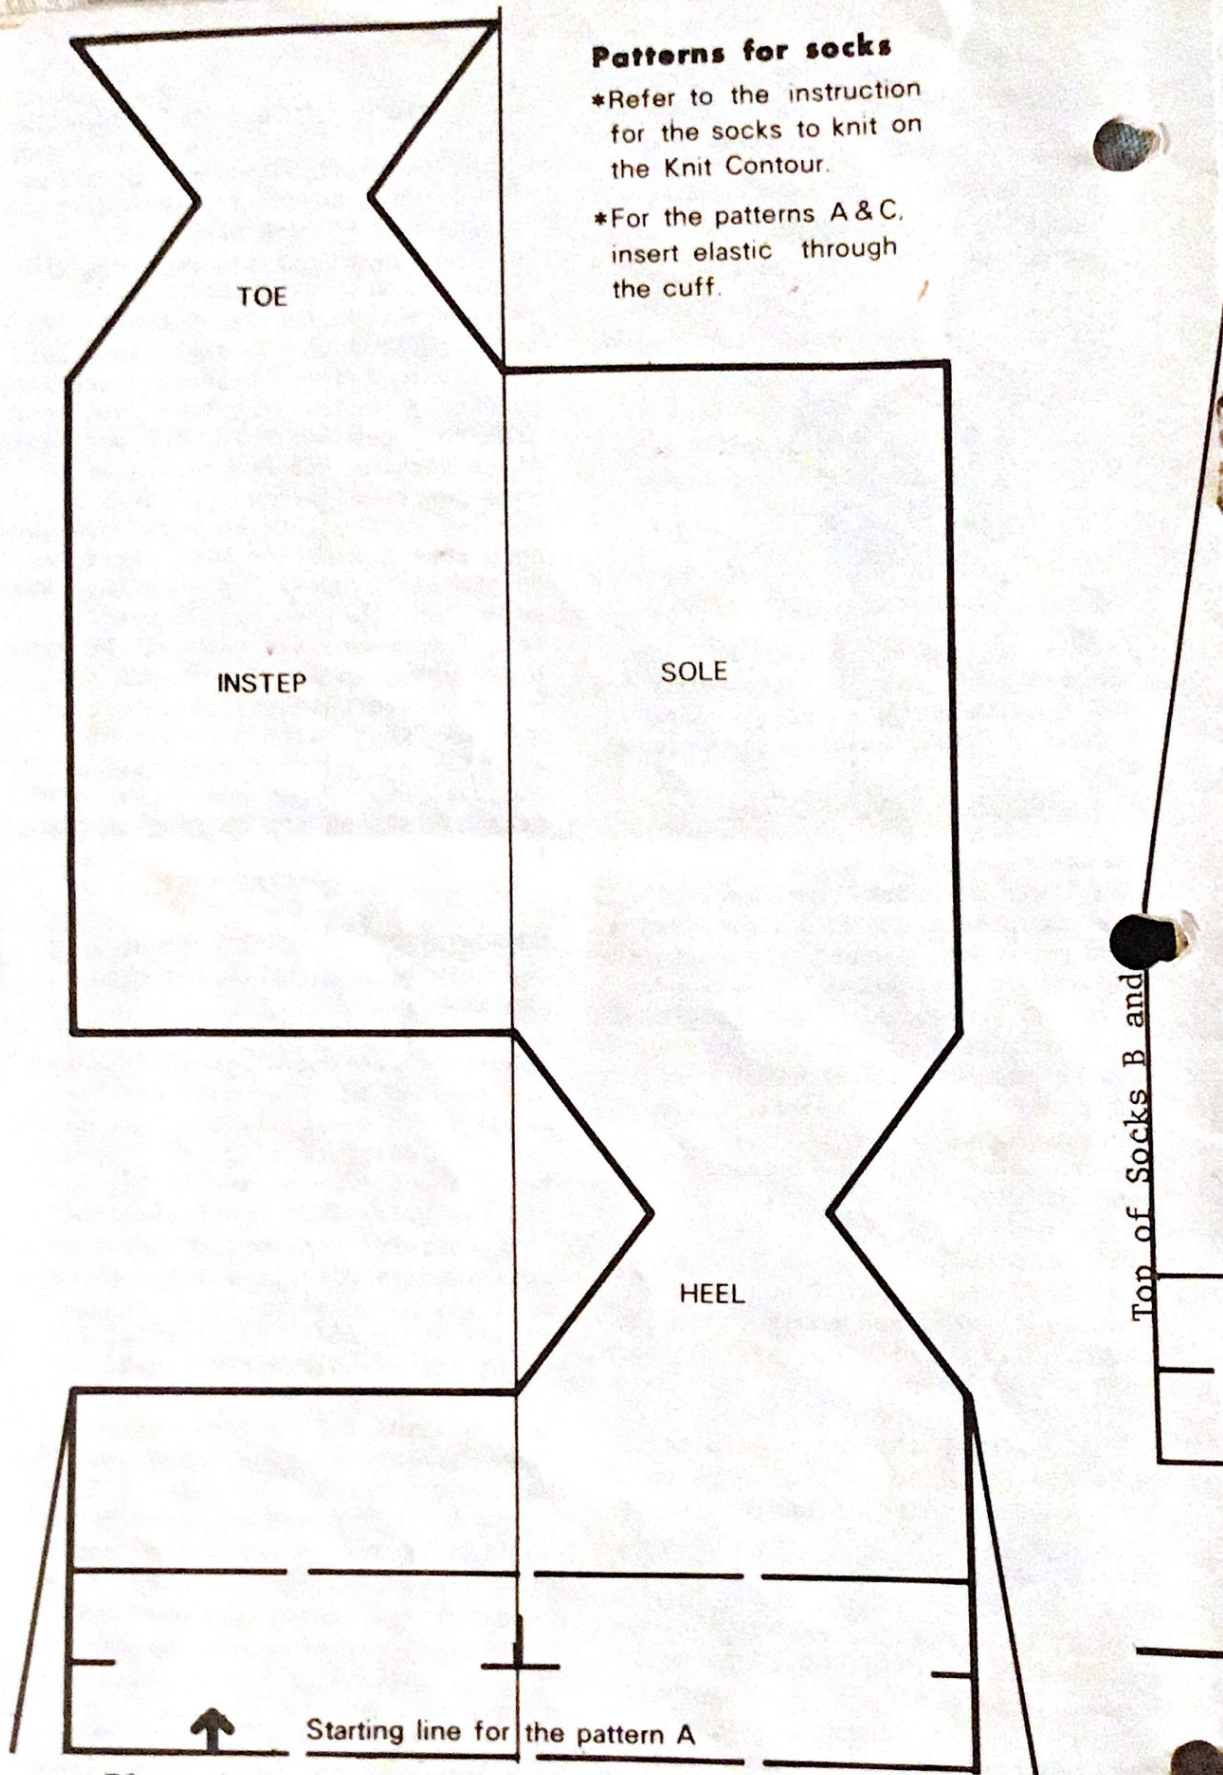 Patterns for socks
*Refer to the instruction
for the socks to knit on
the Knit Contour.
*For the patterns A & C,
insert elastic through
the cuff.
TOE
INSTEP
SOLE
HEEL
Top of Socks B and
Starting line for the pattern A